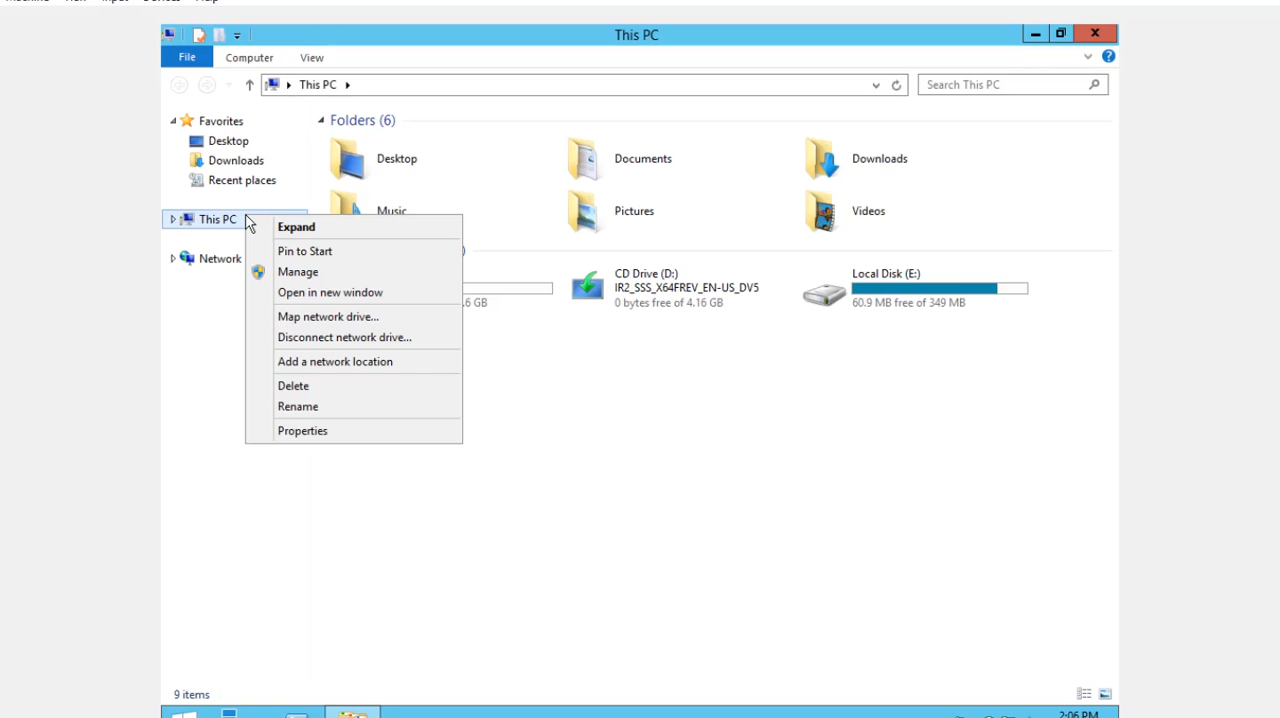 This PC
File Computer View
This PC Search This PC
Favorites
Desktop
Downloads
Recent places
This PC
Network
Folders (6)
Desktop Documents Downloads
Music Pictures Videos
Expand
Pin to Start
Manage
Open in new window
Map network drive...
Disconnect network drive...
Add a network location
Delete
Rename
Properties
CD Drive (D:)
IR2_SSS_X64FREV_EN-US_DV5
0 bytes free of 4.16 GB
Local Disk (E:)
60.9 MB free of 349 MB
9 items
2:06 PM